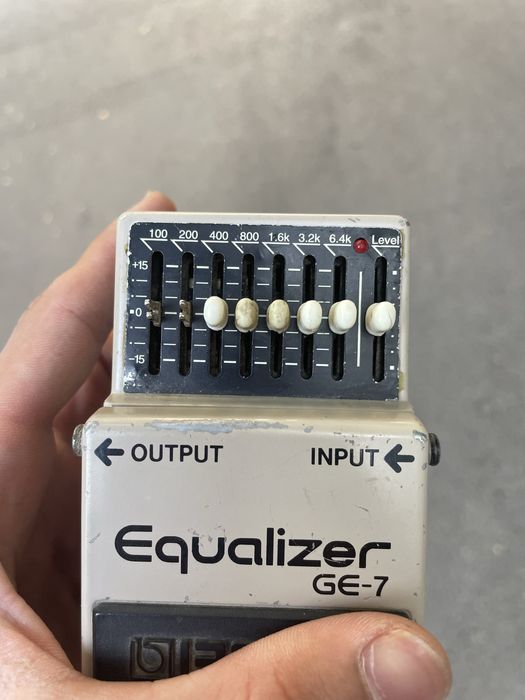 100 200 400 800 1.6k 3.2k 6.4k Level
+15
0
-15
OUTPUT INPUT
Equalizer
GE-7